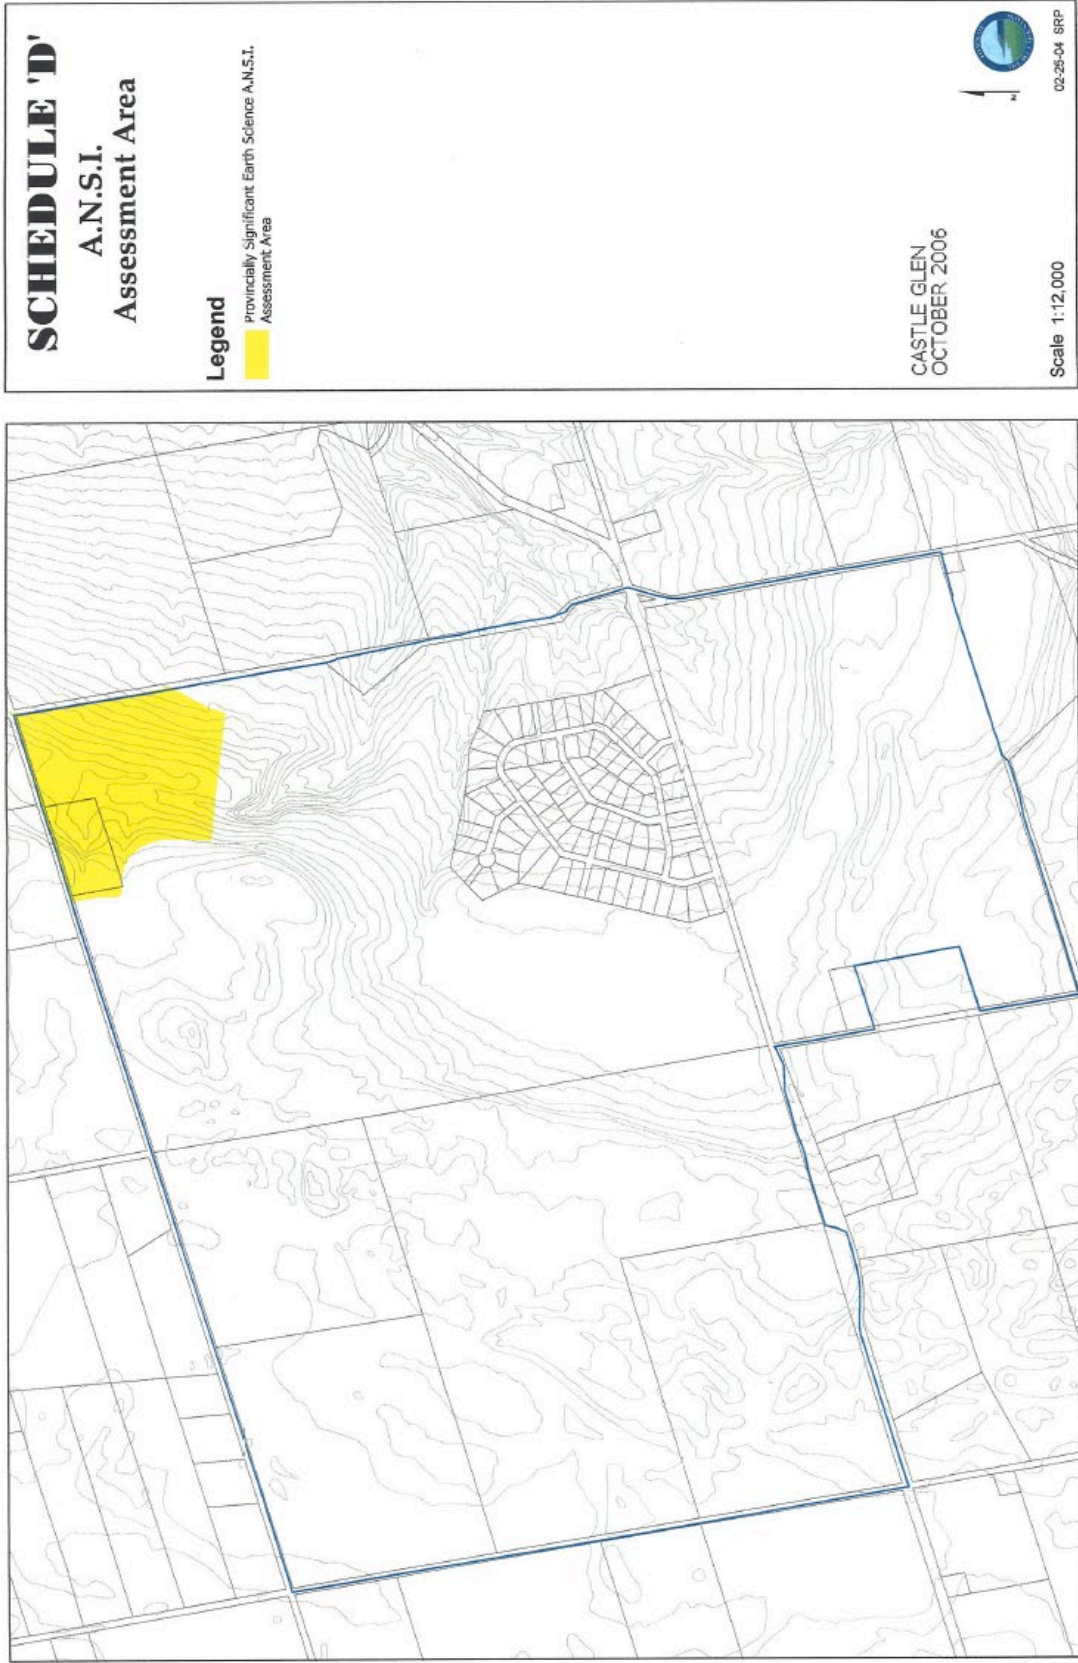 SCHEDULE 'D'
A.N.S.I.
Assessment Area
Legend
Provincially Significant Earth Science A.N.S.I.
Assessment Area
CASTLE GLEN
OCTOBER 2006
Scale 1:12,000
N
02-25-04 SRP